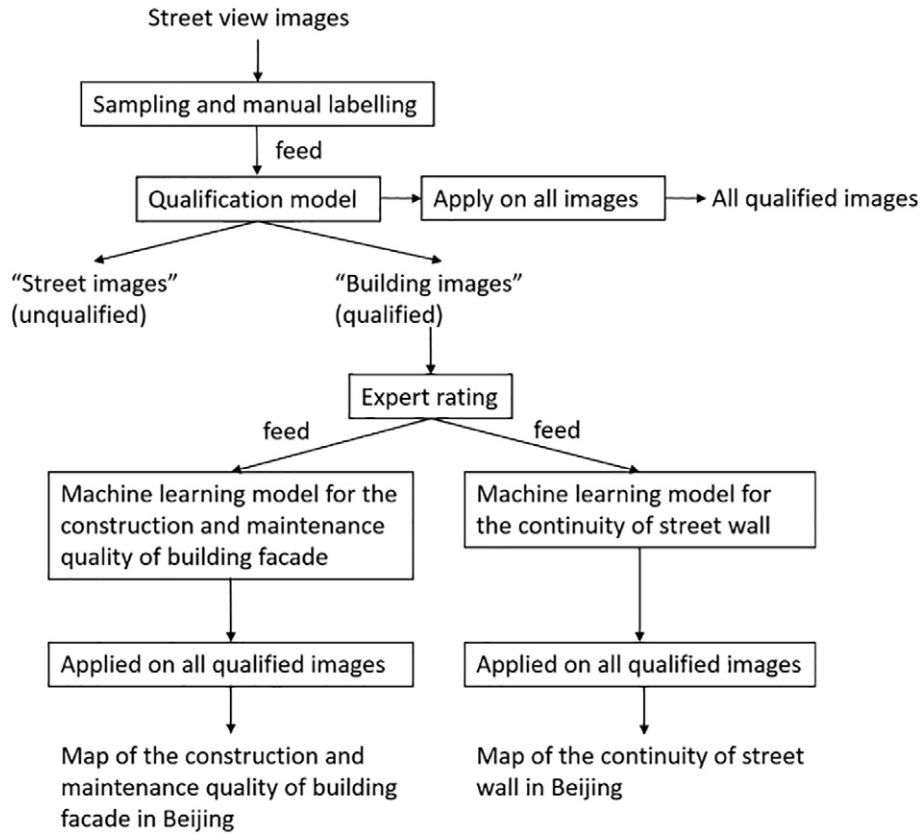 Street view images
Sampling and manual labelling
feed
Qualification model
Apply on all images
All qualified images
“Street images”
(unqualified)
“Building images”
(qualified)
Expert rating
feed
feed
Machine learning model for the
construction and maintenance
quality of building facade
Machine learning model for
the continuity of street wall
Applied on all qualified images
Applied on all qualified images
Map of the construction and
maintenance quality of building
facade in Beijing
Map of the continuity of street
wall in Beijing